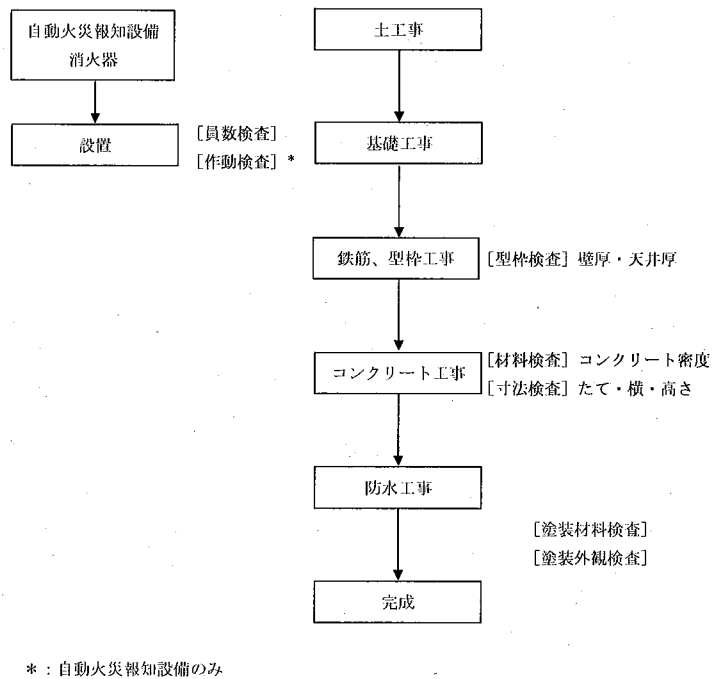 自動火災報知設備
消火器
設置
[員数検査]
[作動検査] *
土工事
基礎工事
鉄筋、型枠工事
[型枠検査] 壁厚・天井厚
コンクリート工事
[材料検査] コンクリート密度
[寸法検査] たて・横・高さ
防水工事
[塗装材料検査]
[塗装外観検査]
完成
*：自動火災報知設備のみ